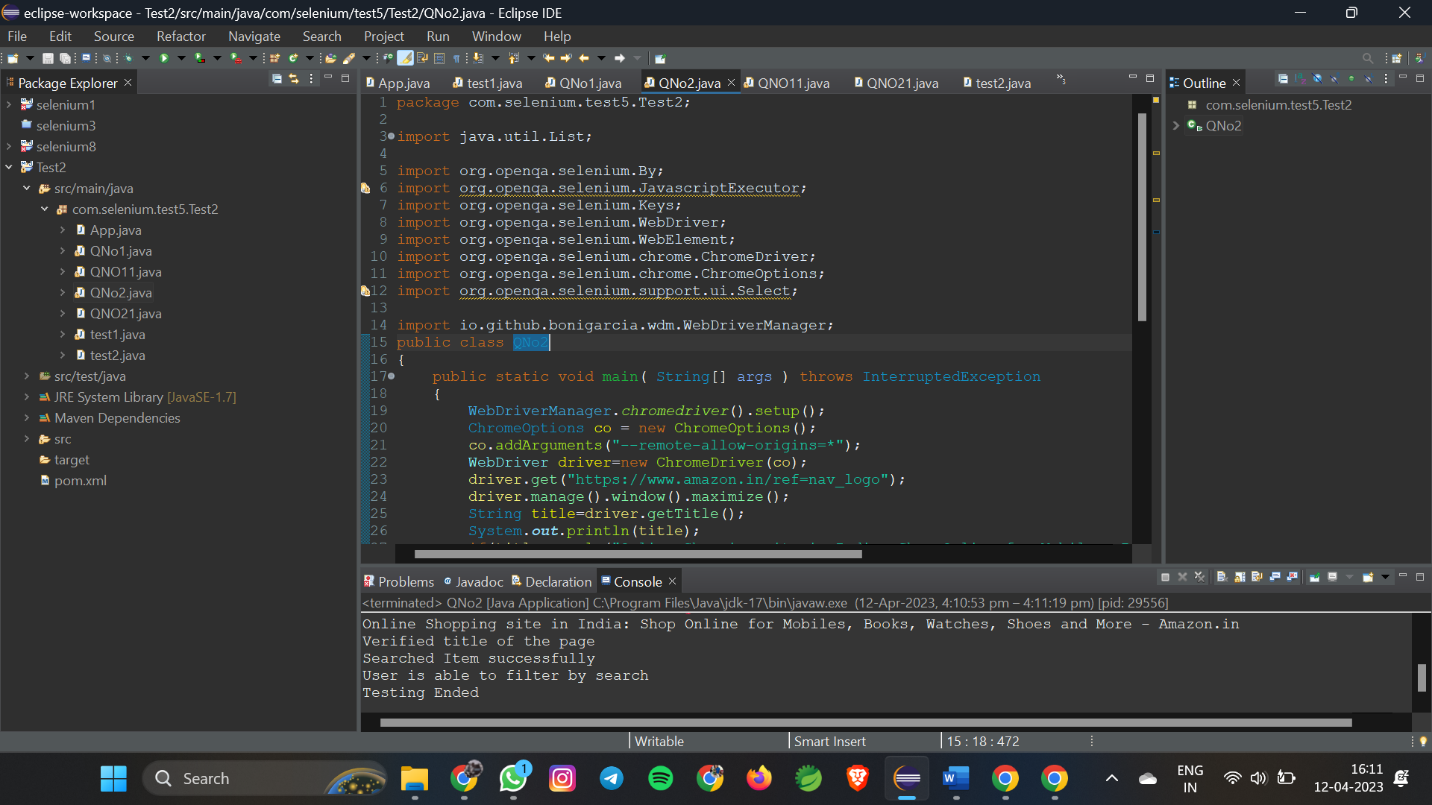 eclipse-workspace - Test2/src/main/java/com/selenium/test5/Test2/QNo2.java - Eclipse IDE
File Edit Source Refactor Navigate Search Project Run Window Help
Package Explorer
selenium1
selenium3
selenium8
Test2
src/main/java
com.selenium.test5.Test2
App.java
QNo1.java
QNO11.java
QNo2.java
QNO21.java
test1.java
test2.java
src/test/java
JRE System Library [JavaSE-1.7]
Maven Dependencies
src
target
pom.xml
App.java test1.java QNo1.java QNo2.java QNO11.java QNO21.java test2.java »3
1 package com.selenium.test5.Test2;
2
3 import java.util.List;
4
5 import org.openqa.selenium.By;
6 import org.openqa.selenium.JavascriptExecutor;
7 import org.openqa.selenium.Keys;
8 import org.openqa.selenium.WebDriver;
9 import org.openqa.selenium.WebElement;
10 import org.openqa.selenium.chrome.ChromeDriver;
11 import org.openqa.selenium.chrome.ChromeOptions;
12 import org.openqa.selenium.support.ui.Select;
13
14 import io.github.bonigarcia.wdm.WebDriverManager;
15 public class QNo2
16 {
17 public static void main( String[] args ) throws InterruptedException
18 {
19 WebDriverManager.chromedriver().setup();
20 ChromeOptions co = new ChromeOptions();
21 co.addArguments("--remote-allow-origins=*");
22 WebDriver driver=new ChromeDriver(co);
23 driver.get("https://www.amazon.in/ref=nav_logo");
24 driver.manage().window().maximize();
25 String title=driver.getTitle();
26 System.out.println(title);
Outline
com.selenium.test5.Test2
QNo2
Problems Javadoc Declaration Console
<terminated> QNo2 [Java Application] C:\Program Files\Java\jdk-17\bin\javaw.exe (12-Apr-2023, 4:10:53 pm – 4:11:19 pm) [pid: 29556]
Online Shopping site in India: Shop Online for Mobiles, Books, Watches, Shoes and More - Amazon.in
Verified title of the page
Searched Item successfully
User is able to filter by search
Testing Ended
Writable Smart Insert 15 : 18 : 472
Search
1
ENG
IN
16:11
12-04-2023